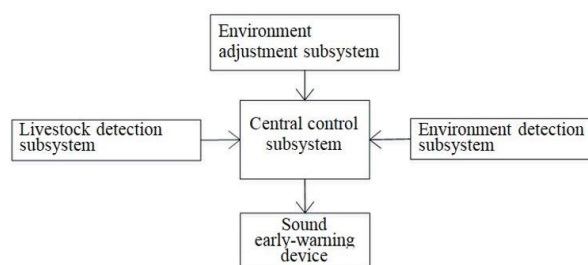 Environment
adjustment subsystem
Livestock detection
subsystem
Central control
subsystem
Environment detection
subsystem
Sound
early-warning
device